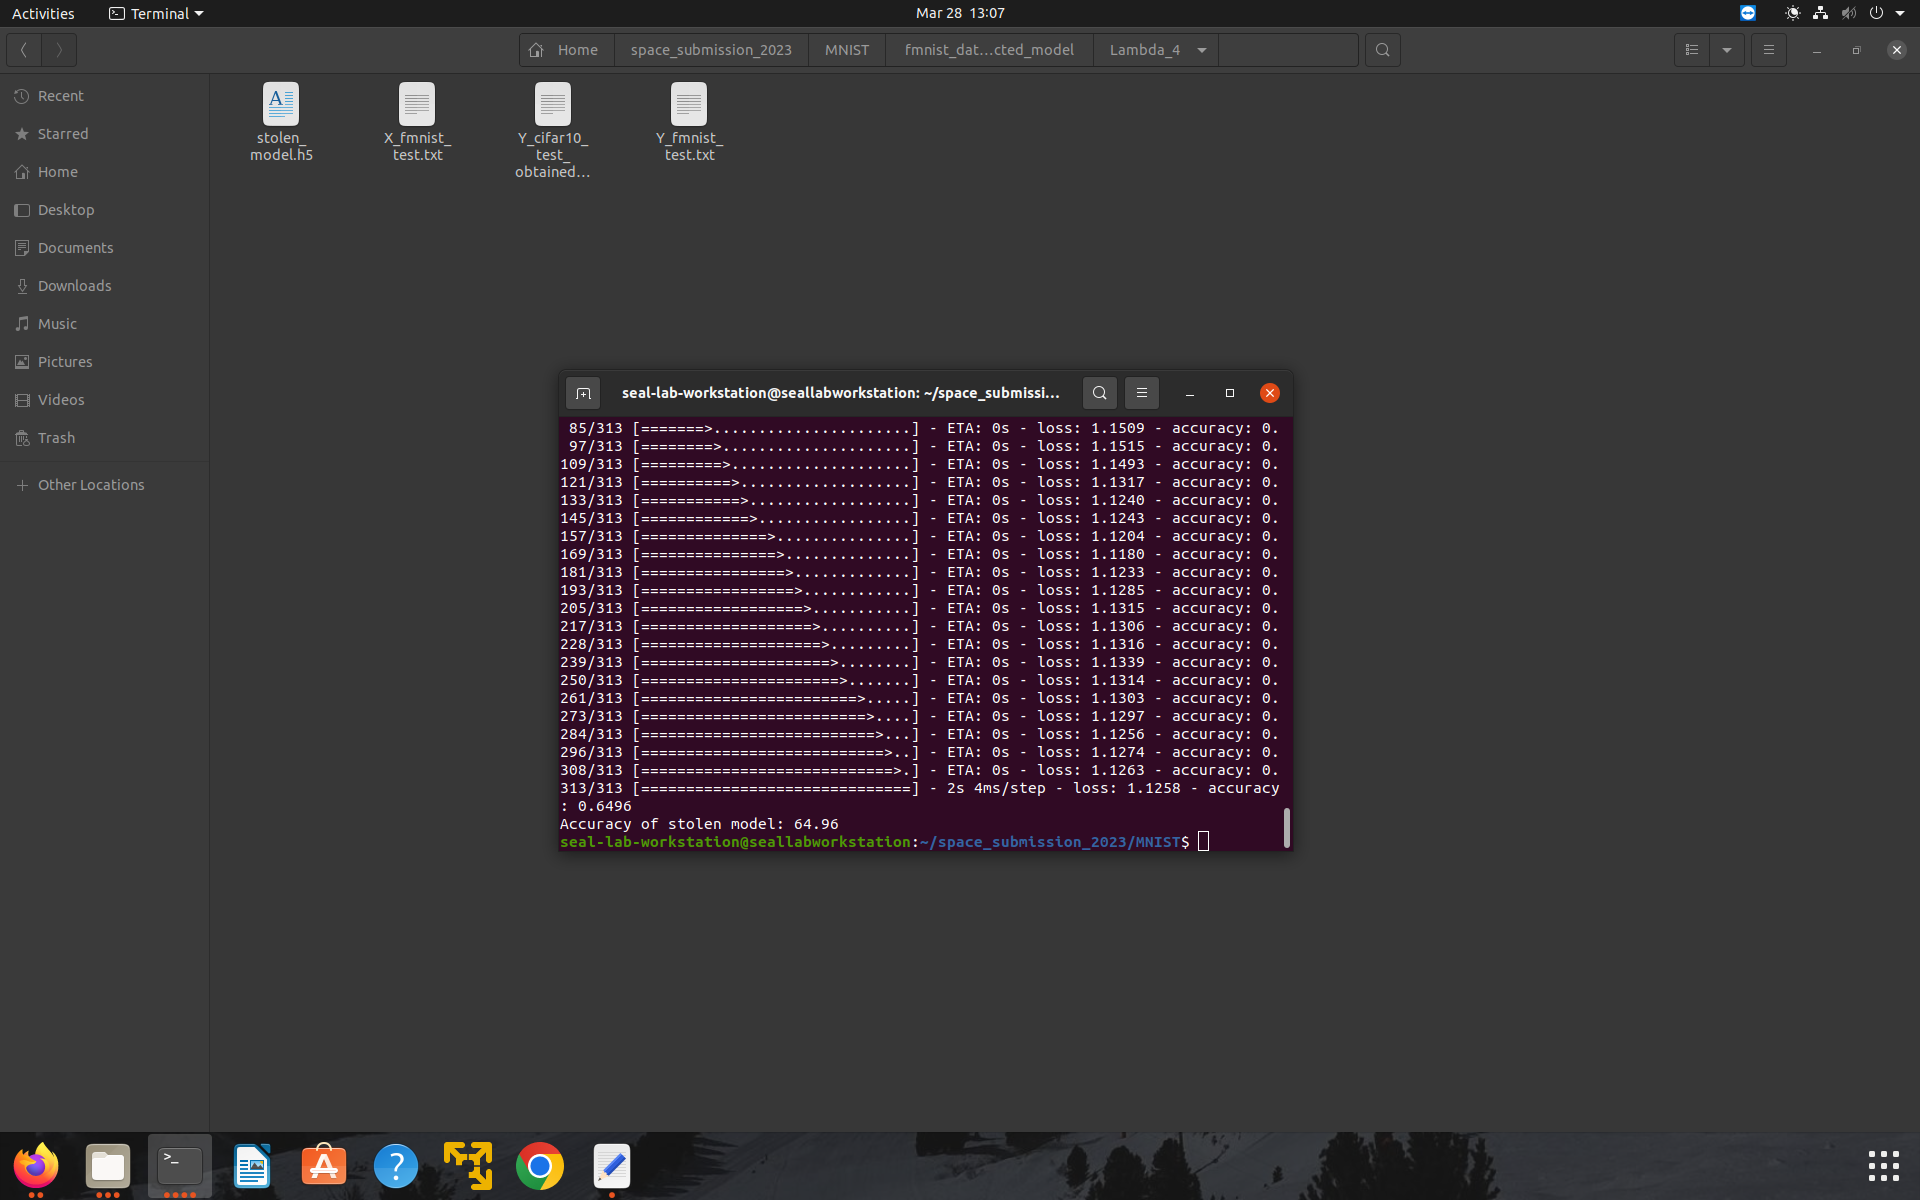 Activities
Terminal
Mar 28 13:07
Home
space_submission_2023
MNIST
fmnist_dat...cted_model
Lambda_4
Recent
Starred
Home
Desktop
Documents
Downloads
Music
Pictures
Videos
Trash
Other Locations
stolen_
model.h5
X_fmnist_
test.txt
Y_cifar10_
test_
obtained...
Y_fmnist_
test.txt
seal-lab-workstation@seallabworkstation: ~/space_submissi...
85/313 [=======>......................] - ETA: 0s - loss: 1.1509 - accuracy: 0.
97/313 [========>.....................] - ETA: 0s - loss: 1.1515 - accuracy: 0.
109/313 [=========>....................] - ETA: 0s - loss: 1.1493 - accuracy: 0.
121/313 [==========>...................] - ETA: 0s - loss: 1.1317 - accuracy: 0.
133/313 [===========>..................] - ETA: 0s - loss: 1.1240 - accuracy: 0.
145/313 [============>.................] - ETA: 0s - loss: 1.1243 - accuracy: 0.
157/313 [==============>...............] - ETA: 0s - loss: 1.1204 - accuracy: 0.
169/313 [===============>..............] - ETA: 0s - loss: 1.1180 - accuracy: 0.
181/313 [================>.............] - ETA: 0s - loss: 1.1233 - accuracy: 0.
193/313 [=================>............] - ETA: 0s - loss: 1.1285 - accuracy: 0.
205/313 [==================>...........] - ETA: 0s - loss: 1.1315 - accuracy: 0.
217/313 [===================>..........] - ETA: 0s - loss: 1.1306 - accuracy: 0.
228/313 [====================>.........] - ETA: 0s - loss: 1.1316 - accuracy: 0.
239/313 [=====================>........] - ETA: 0s - loss: 1.1339 - accuracy: 0.
250/313 [======================>.......] - ETA: 0s - loss: 1.1314 - accuracy: 0.
261/313 [========================>.....] - ETA: 0s - loss: 1.1303 - accuracy: 0.
273/313 [=========================>....] - ETA: 0s - loss: 1.1297 - accuracy: 0.
284/313 [==========================>...] - ETA: 0s - loss: 1.1256 - accuracy: 0.
296/313 [===========================>..] - ETA: 0s - loss: 1.1274 - accuracy: 0.
308/313 [============================>.] - ETA: 0s - loss: 1.1263 - accuracy: 0.
313/313 [==============================] - 2s 4ms/step - loss: 1.1258 - accuracy
: 0.6496
Accuracy of stolen model: 64.96
seal-lab-workstation@seallabworkstation:~/space_submission_2023/MNIST$